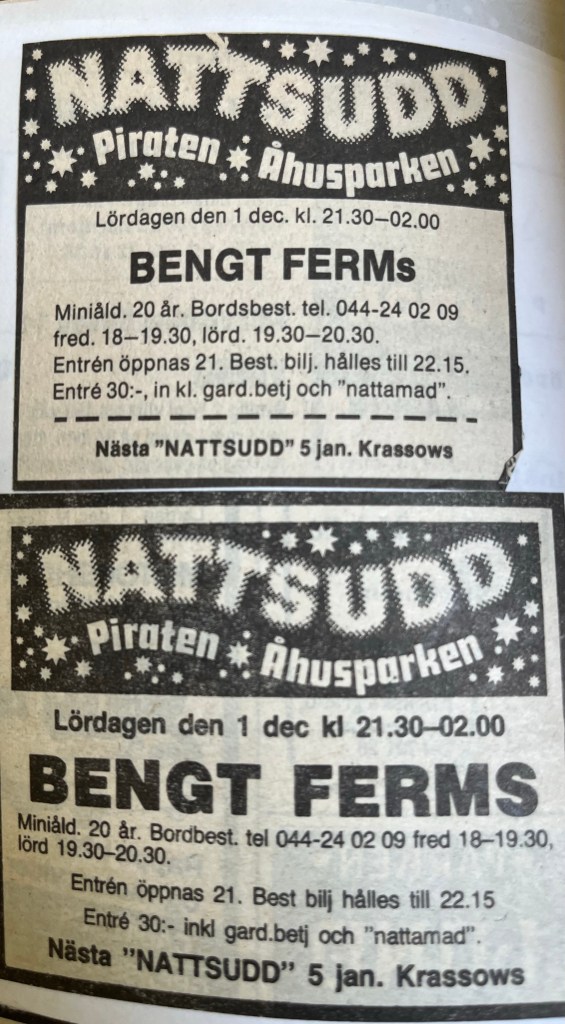 NATTSUDD
Piraten Åhusparken
Lördagen den 1 dec. kl. 21.30–02.00
BENGT FERMs
Miniåld. 20 år. Bordsbest. tel. 044-24 02 09
fred. 18–19.30, lörd. 19.30–20.30.
Entrén öppnas 21. Best. bilj. hålles till 22.15.
Entré 30:-, in kl. gard.betj och "nattamad".
Nästa "NATTSUDD" 5 jan. Krassows
NATTSUDD
Piraten Åhusparken
Lördagen den 1 dec kl 21.30–02.00
BENGT FERMS
Miniåld. 20 år. Bordbest. tel 044-24 02 09 fred 18–19.30,
lörd 19.30–20.30.
Entrén öppnas 21. Best bilj hålles till 22.15
Entré 30:- inkl gard.betj och "nattamad".
Nästa "NATTSUDD" 5 jan. Krassows